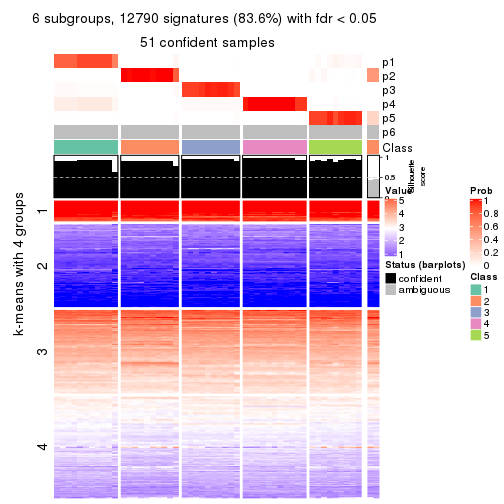 6 subgroups, 12790 signatures (83.6%) with fdr < 0.05
51 confident samples
p1
p2
p3
p4
p5
p6
Class
1
0.5
0
Silhouette
score
k-means with 4 groups
1
2
3
4
Value
5
4
3
2
1
Status (barplots)
confident
ambiguous
Prob
1
0.8
0.6
0.4
0.2
0
Class
1
2
3
4
5